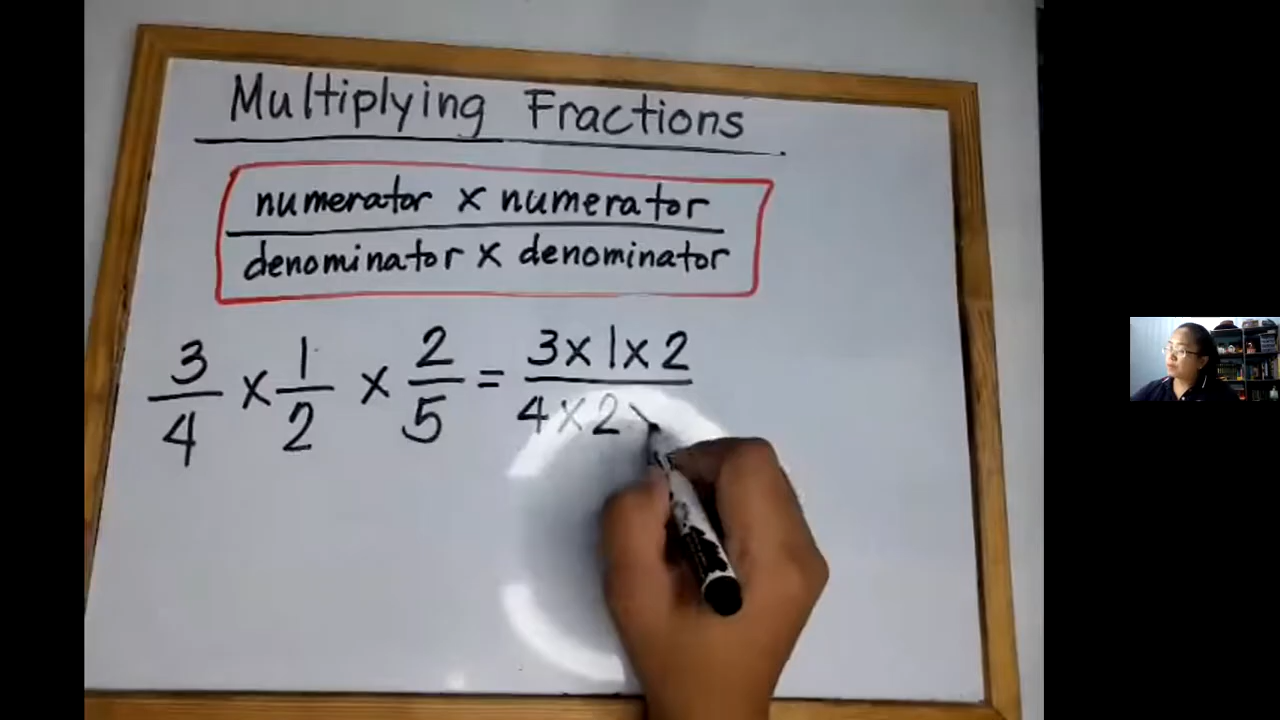 Multiplying Fractions
numerator x numerator
denominator x denominator
3/4 x 1/2 x 2/5 = 3 x 1 x 2
4 x 2 x